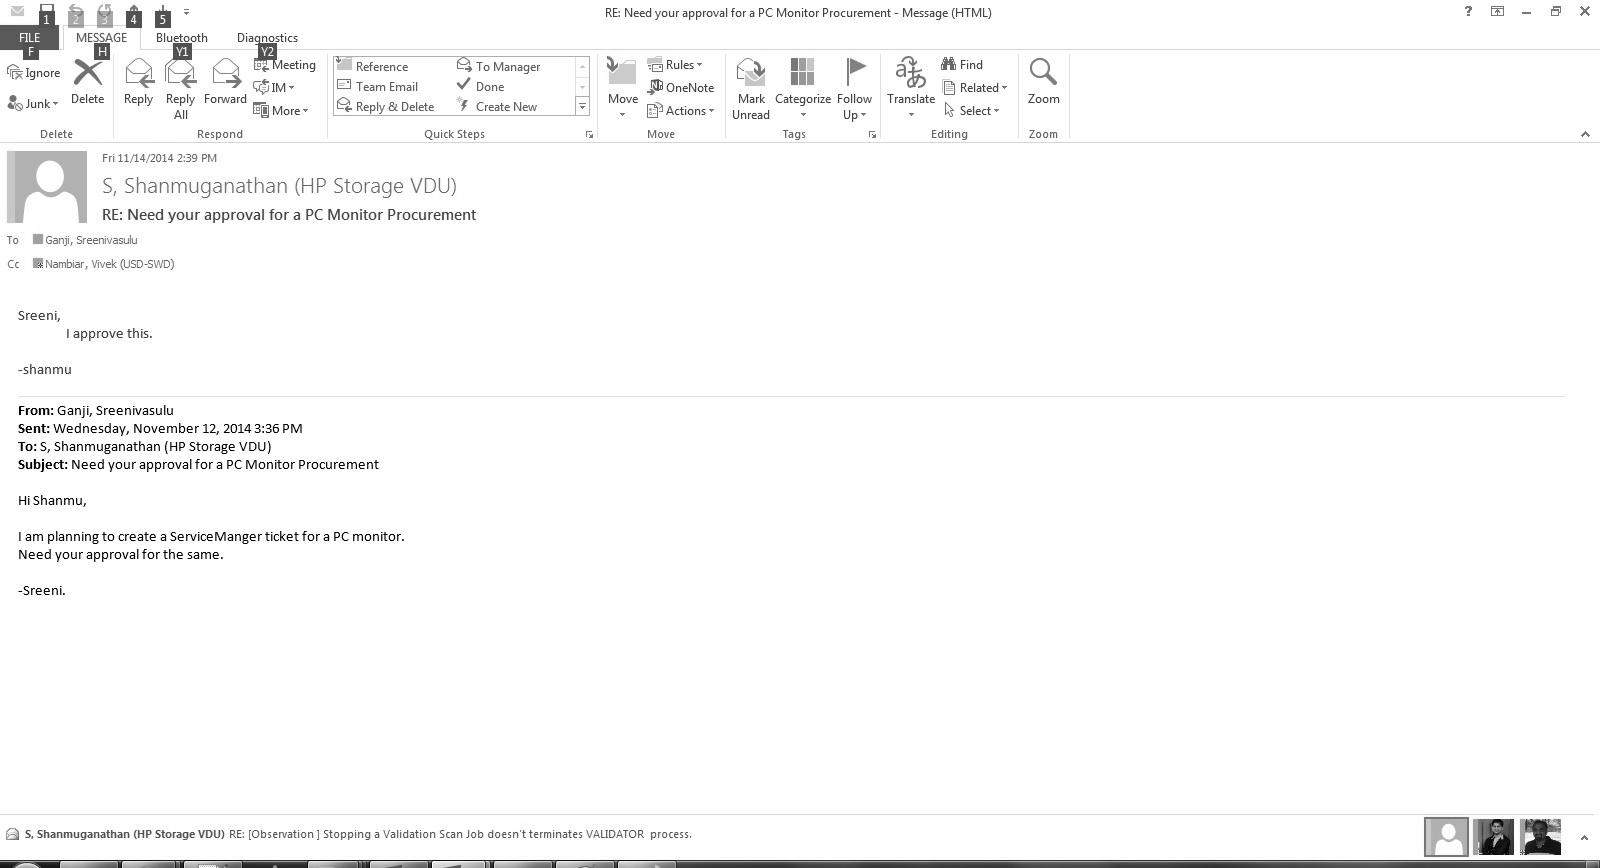 RE: Need your approval for a PC Monitor Procurement - Message (HTML)
1 2 3 4 5
FILE MESSAGE Bluetooth Diagnostics
F H Y1 Y2
Ignore
Junk
Delete
Delete
Reply
Reply All
Forward
Meeting
IM
More
Respond
Reference
Team Email
Reply & Delete
To Manager
Done
Create New
Quick Steps
Move
Rules
OneNote
Actions
Move
Mark Unread
Categorize
Follow Up
Tags
Translate
Find
Related
Select
Editing
Zoom
Zoom
Fri 11/14/2014 2:39 PM
S, Shanmuganathan (HP Storage VDU)
RE: Need your approval for a PC Monitor Procurement
To Ganji, Sreenivasulu
Cc Nambiar, Vivek (USD-SWD)
Sreeni,
I approve this.
-shanmu
From: Ganji, Sreenivasulu
Sent: Wednesday, November 12, 2014 3:36 PM
To: S, Shanmuganathan (HP Storage VDU)
Subject: Need your approval for a PC Monitor Procurement
Hi Shanmu,
I am planning to create a ServiceManger ticket for a PC monitor.
Need your approval for the same.
-Sreeni.
S, Shanmuganathan (HP Storage VDU) RE: [Observation ] Stopping a Validation Scan Job doesn't terminates VALIDATOR process.